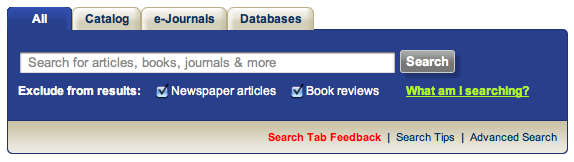 All Catalog e-Journals Databases
Search for articles, books, journals & more Search
Exclude from results: Newspaper articles Book reviews What am I searching?
Search Tab Feedback | Search Tips | Advanced Search